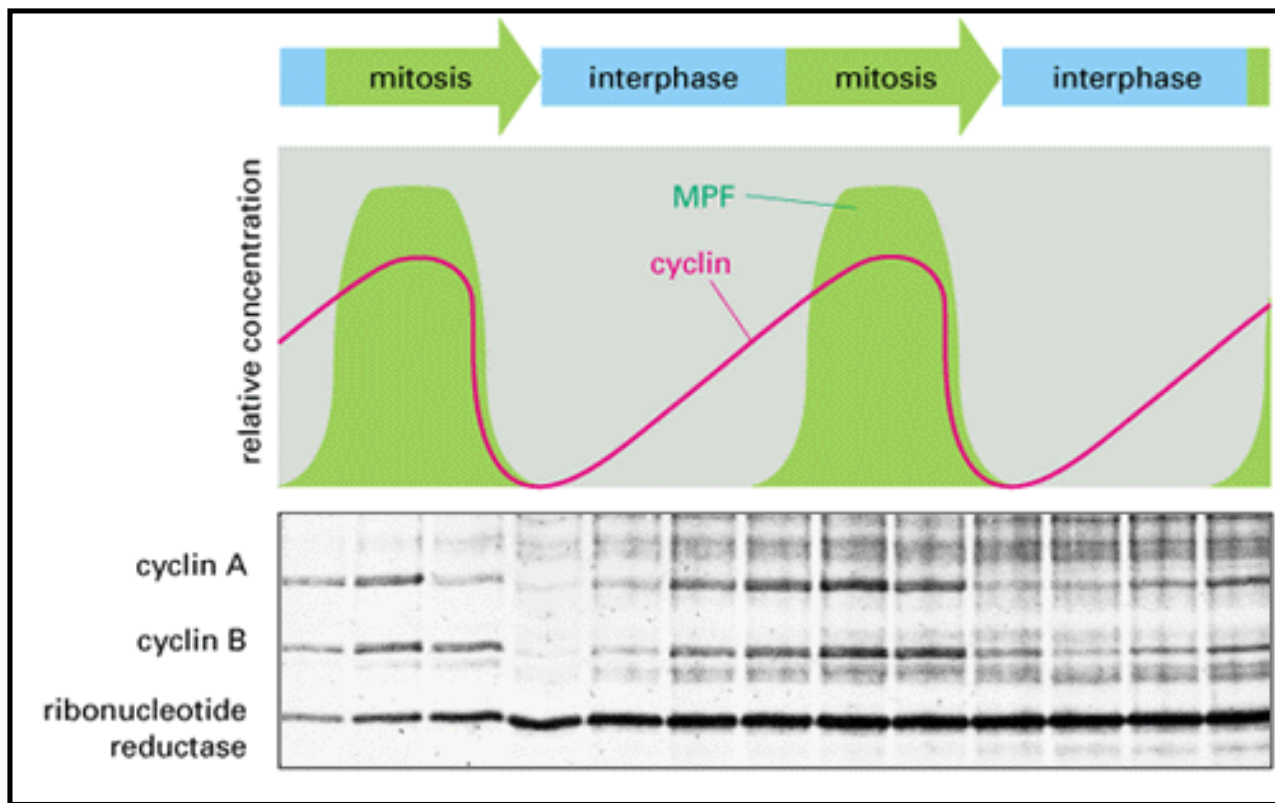 mitosis
interphase
mitosis
interphase
relative concentration
MPF
cyclin
cyclin A
cyclin B
ribonucleotide
reductase